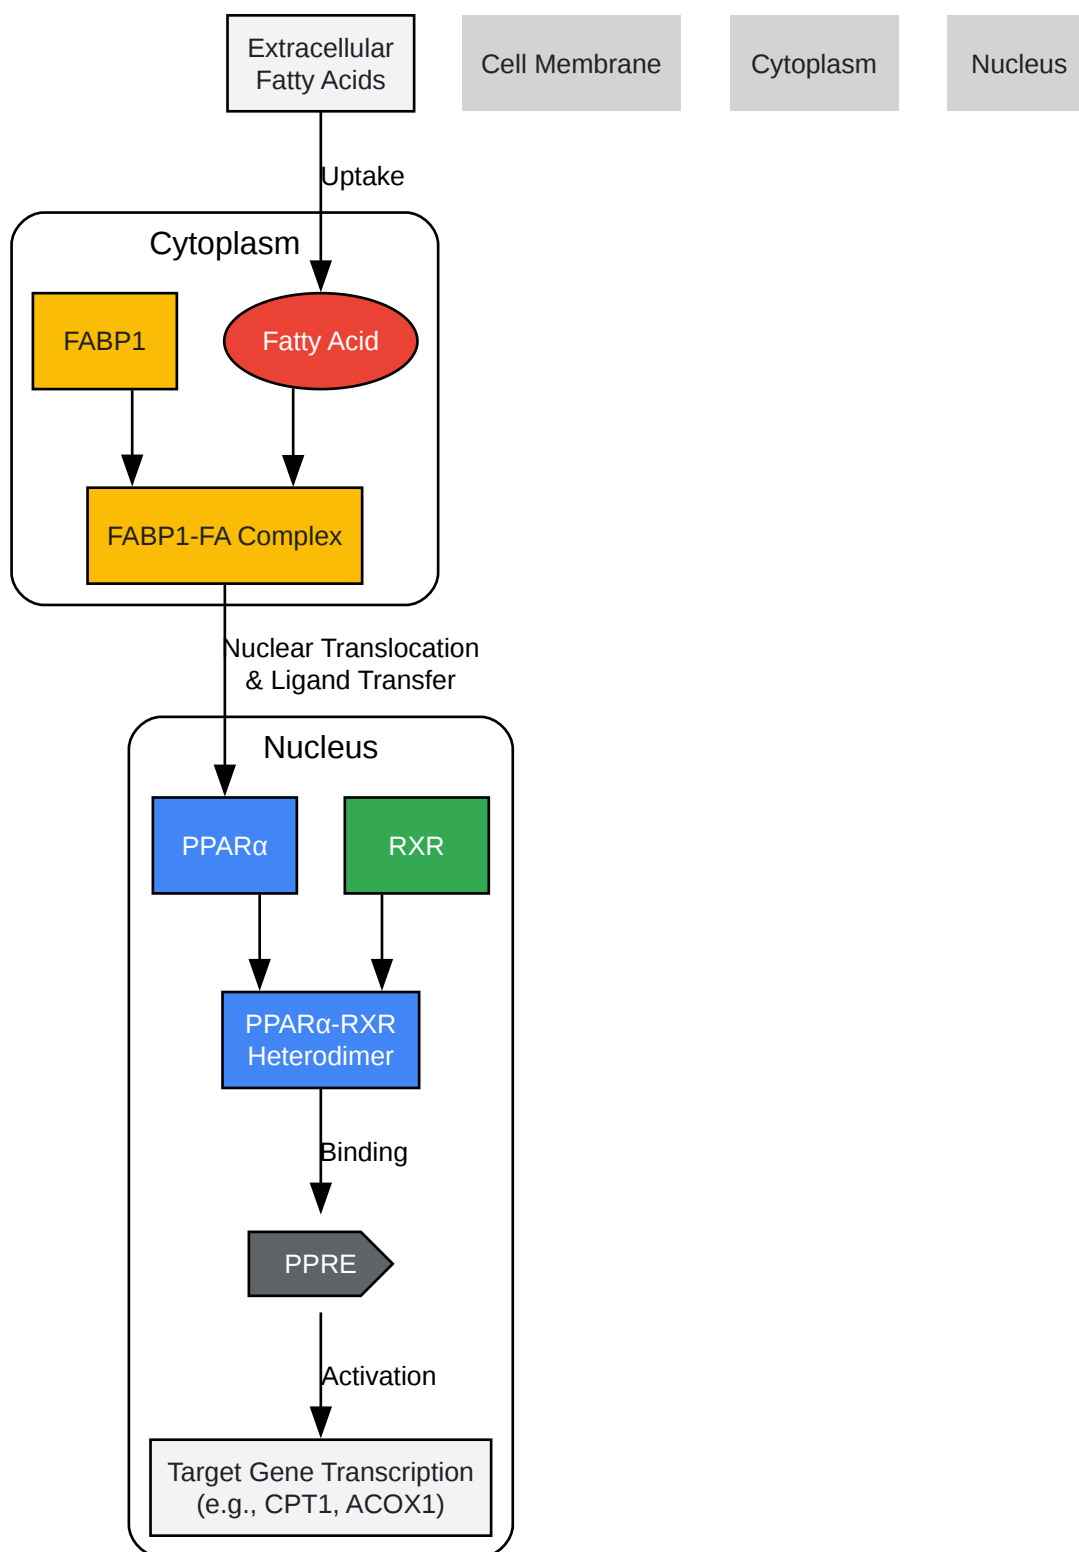 Extracellular
Fatty Acids
Cell Membrane
Cytoplasm
Nucleus
Uptake
Cytoplasm
FABP1
Fatty Acid
FABP1-FA Complex
Nuclear Translocation
& Ligand Transfer
Nucleus
PPARα
RXR
PPARα-RXR
Heterodimer
Binding
PPRE
Activation
Target Gene Transcription
(e.g., CPT1, ACOX1)